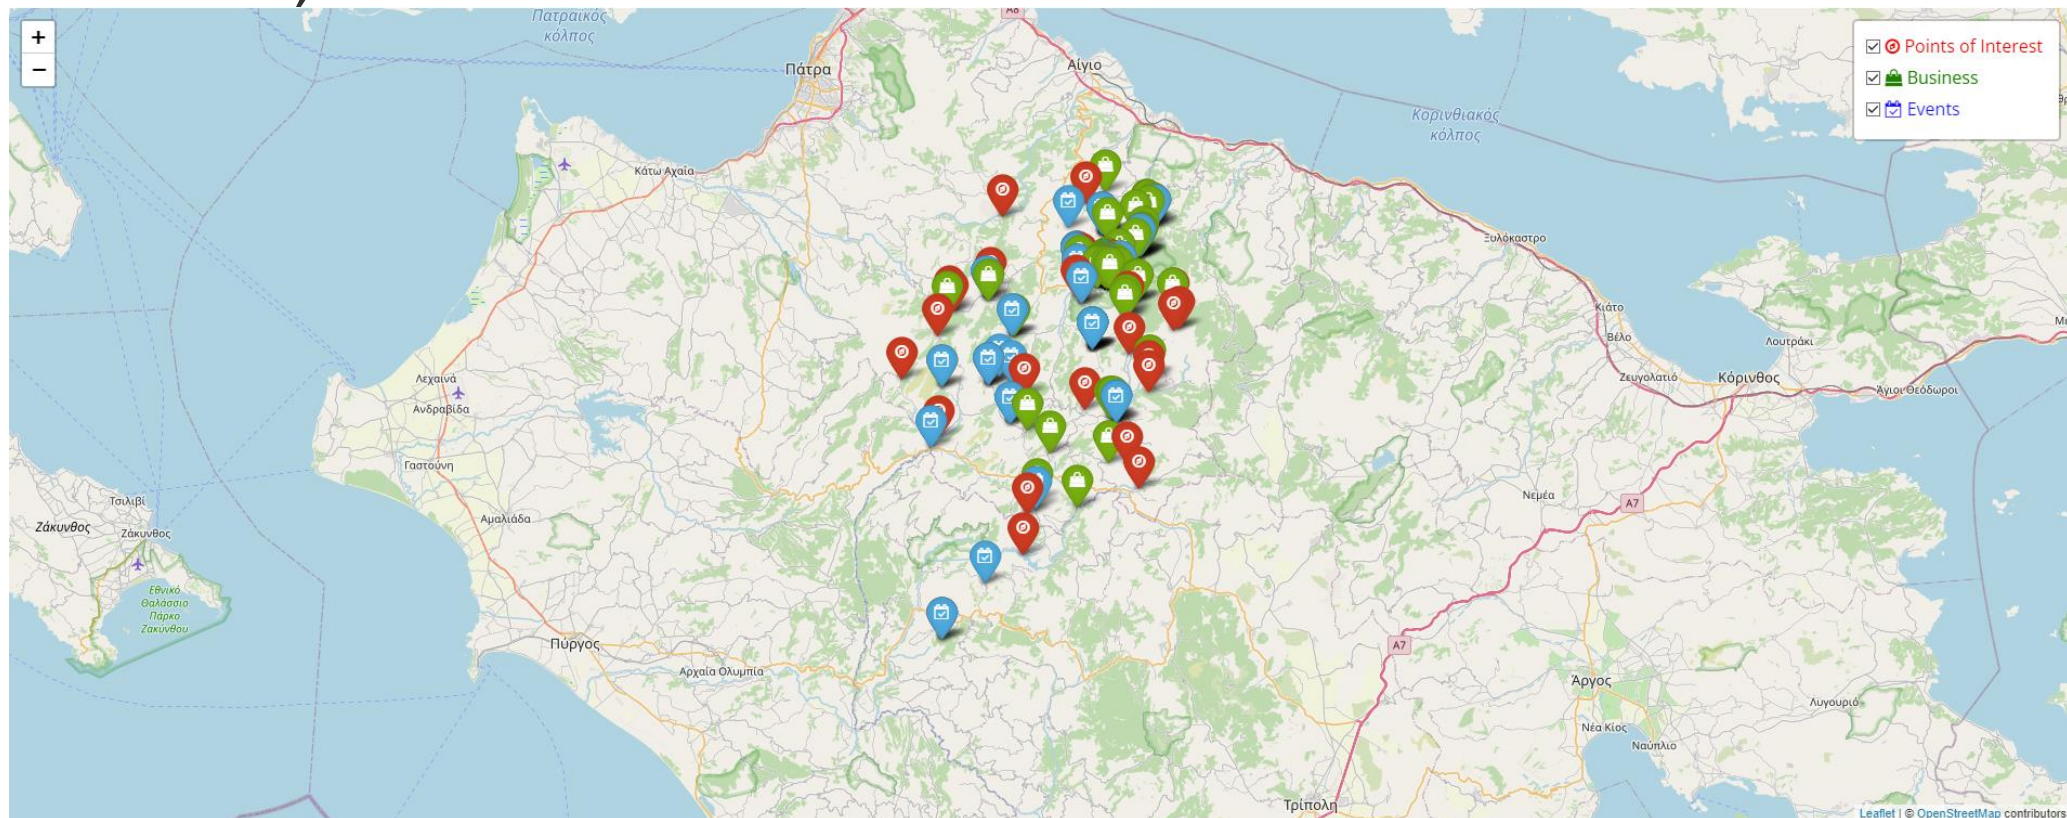 Πατραϊκός
κόλπος
A8
+
−
Πάτρα
Αίγιο
Points of Interest
Business
Events
Κορινθιακός
κόλπος
Κάτω Αχαΐα
Ξυλόκαστρο
Κιάτο
Βέλο
Λουτράκι
Λεχαινά
Ανδραβίδα
Ζευγολατιό
Κόρινθος
Άγιοι Θεόδωροι
Γαστούνη
Τσιλιβί
Ζάκυνθος
Ζάκυνθος
Αμαλιάδα
Νεμέα
A7
Εθνικό
Θαλάσσιο
Πάρκο
Ζακύνθου
Πύργος
A7
Αρχαία Ολυμπία
Άργος
Λυγουριό
Νέα Κίος
Ναύπλιο
Τρίπολη
Leaflet | © OpenStreetMap contributors